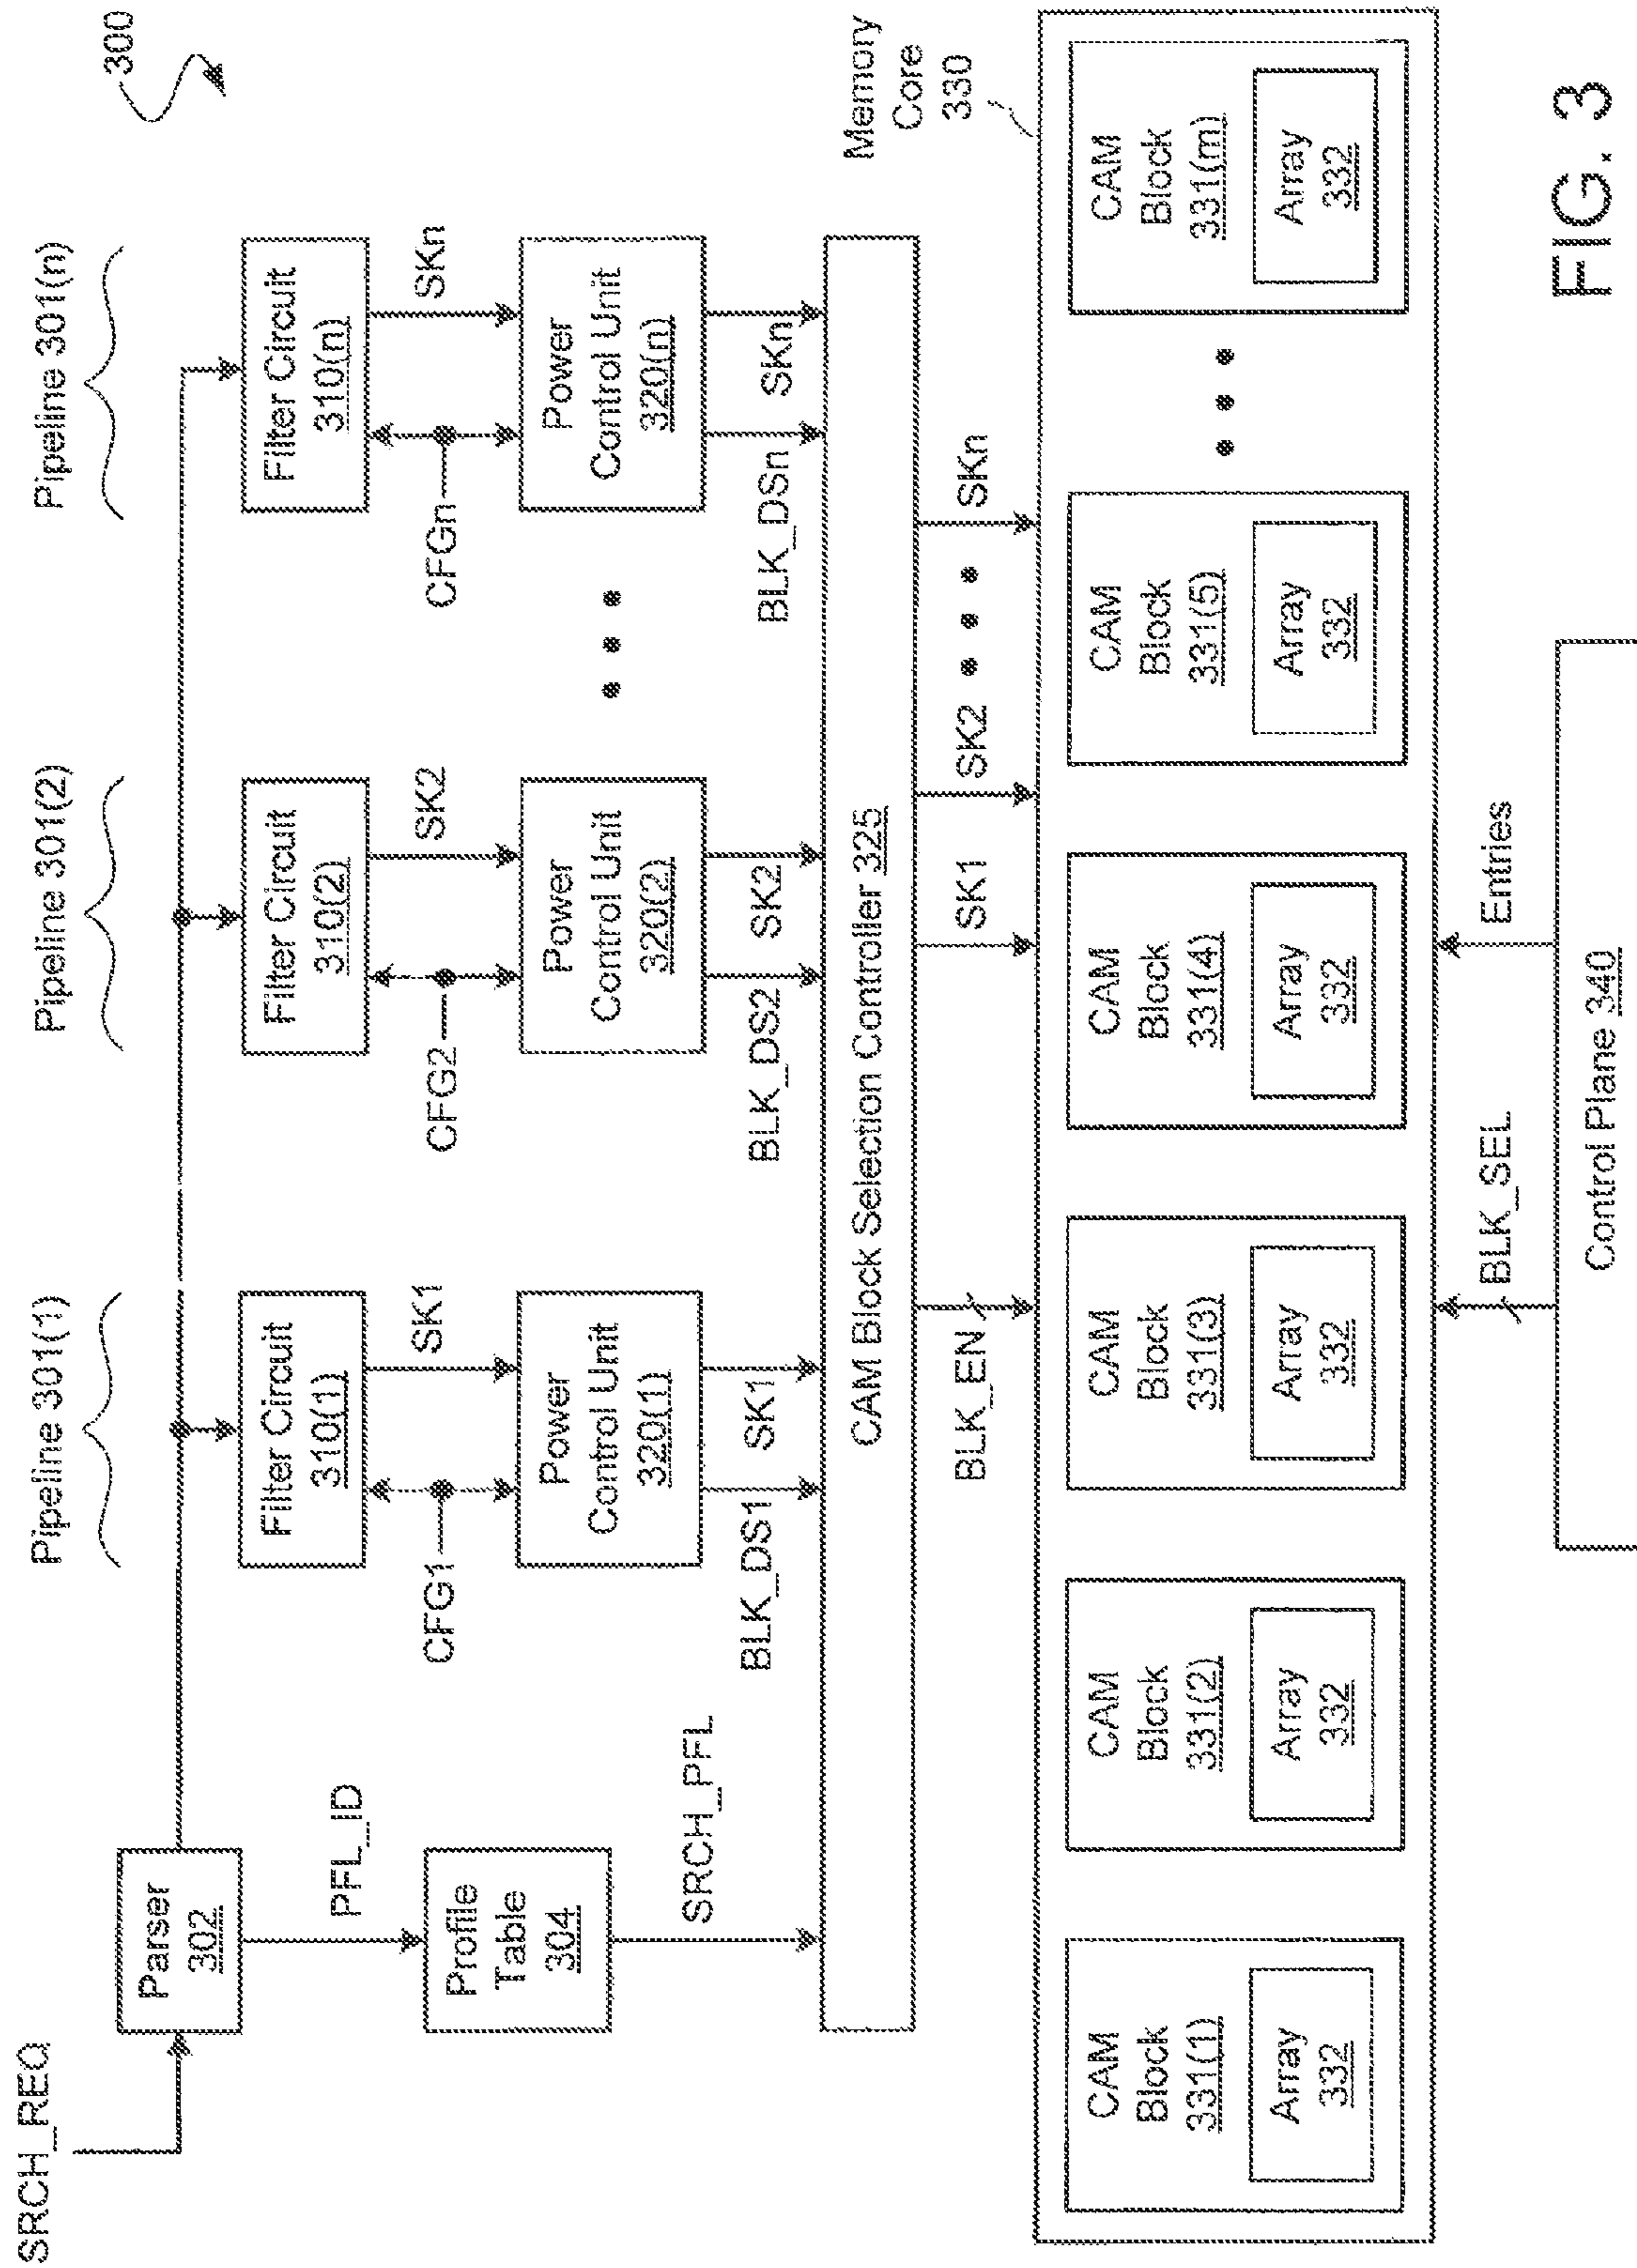 300
SRCH_REQ
Pipeline 301(1)
Pipeline 301(2)
Pipeline 301(n)
Parser
302
PFL_ID
Profile
Table
304
SRCH_PFL
Filter Circuit
310(1)
CFG1
SK1
Power
Control Unit
320(1)
BLK_DS1
SK1
Filter Circuit
310(2)
CFG2
SK2
Power
Control Unit
320(2)
BLK_DS2
SK2
Filter Circuit
310(n)
CFGn
SKn
Power
Control Unit
320(n)
BLK_DSn
SKn
CAM Block Selection Controller 325
BLK_EN
SK1
SK2
SKn
Memory
Core
330
CAM
Block
331(1)
Array
332
CAM
Block
331(2)
Array
332
CAM
Block
331(3)
Array
332
CAM
Block
331(4)
Array
332
CAM
Block
331(5)
Array
332
CAM
Block
331(m)
Array
332
BLK_SEL
Entries
Control Plane 340
FIG. 3